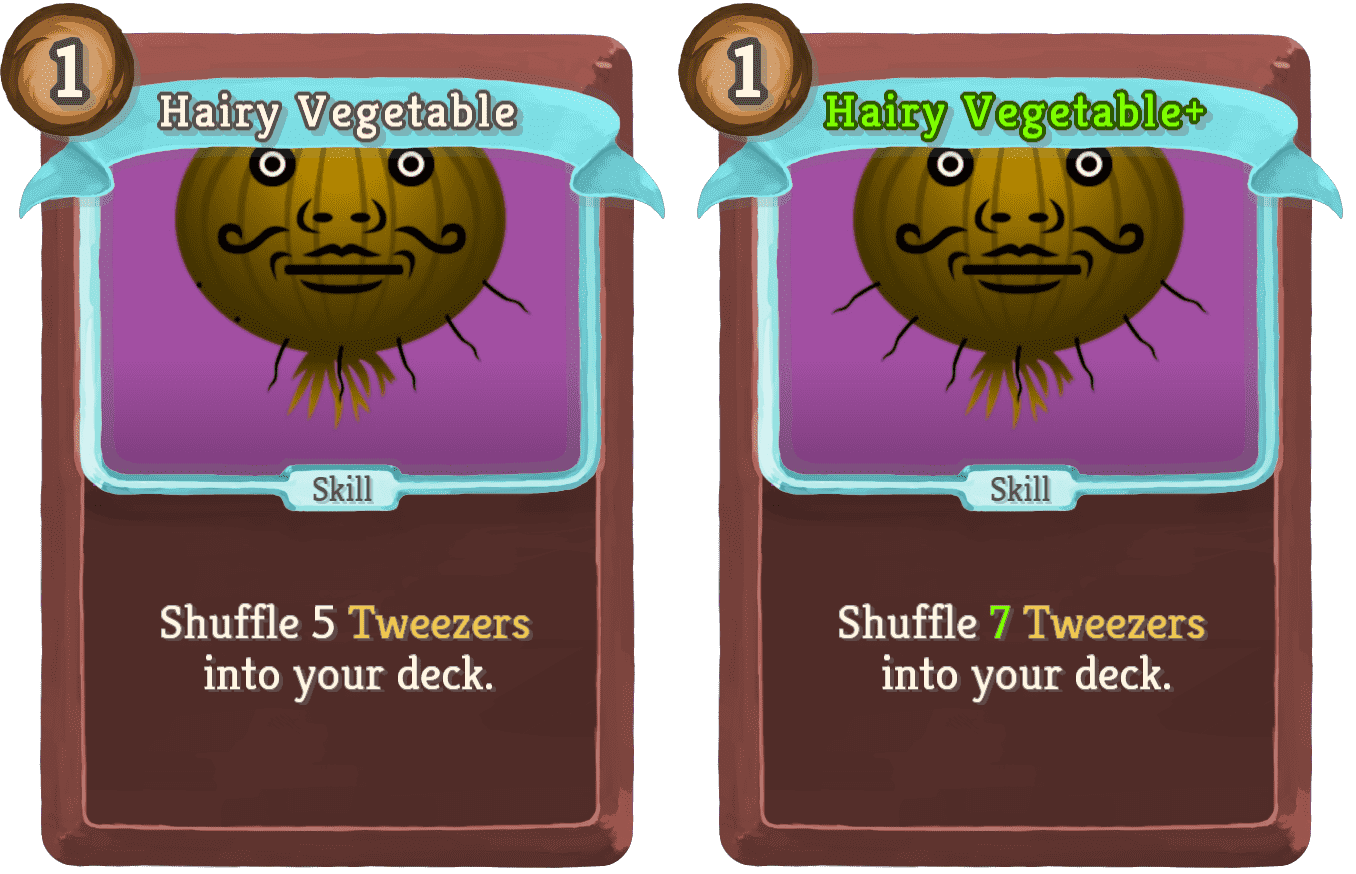 1
Hairy Vegetable
Skill
Shuffle 5 Tweezers
into your deck.
1
Hairy Vegetable+
Skill
Shuffle 7 Tweezers
into your deck.